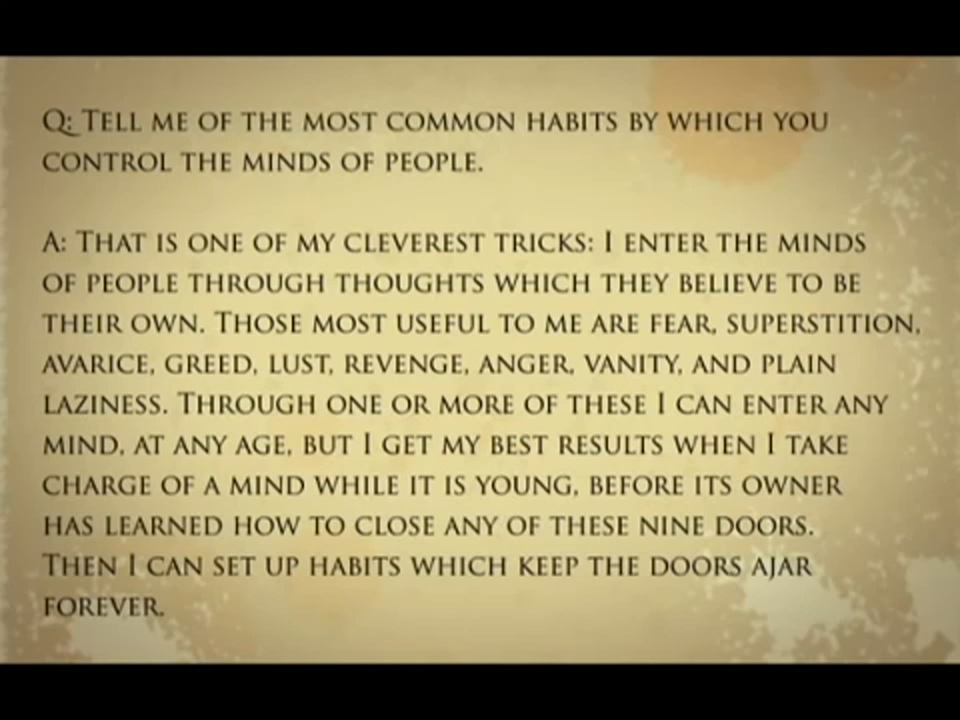 Q: Tell me of the most common habits by which you
control the minds of people.
A: That is one of my cleverest tricks: I enter the minds
of people through thoughts which they believe to be
their own. Those most useful to me are fear, superstition,
avarice, greed, lust, revenge, anger, vanity, and plain
laziness. Through one or more of these I can enter any
mind, at any age, but I get my best results when I take
charge of a mind while it is young, before its owner
has learned how to close any of these nine doors.
Then I can set up habits which keep the doors ajar
forever.